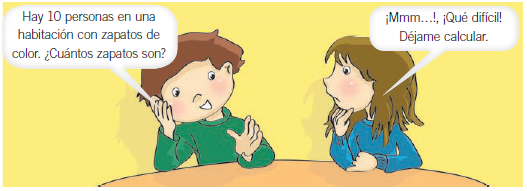 Hay 10 personas en una
habitación con zapatos de
color. ¿Cuántos zapatos son?
¡Mmm...!, ¡Qué difícil!
Déjame calcular.